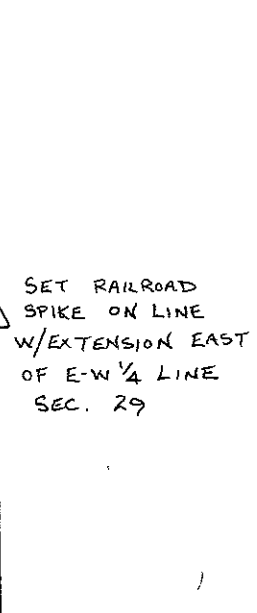 SET RAILROAD
SPIKE ON LINE
W/EXTENSION EAST
OF E-W 1/4 LINE
SEC. 29